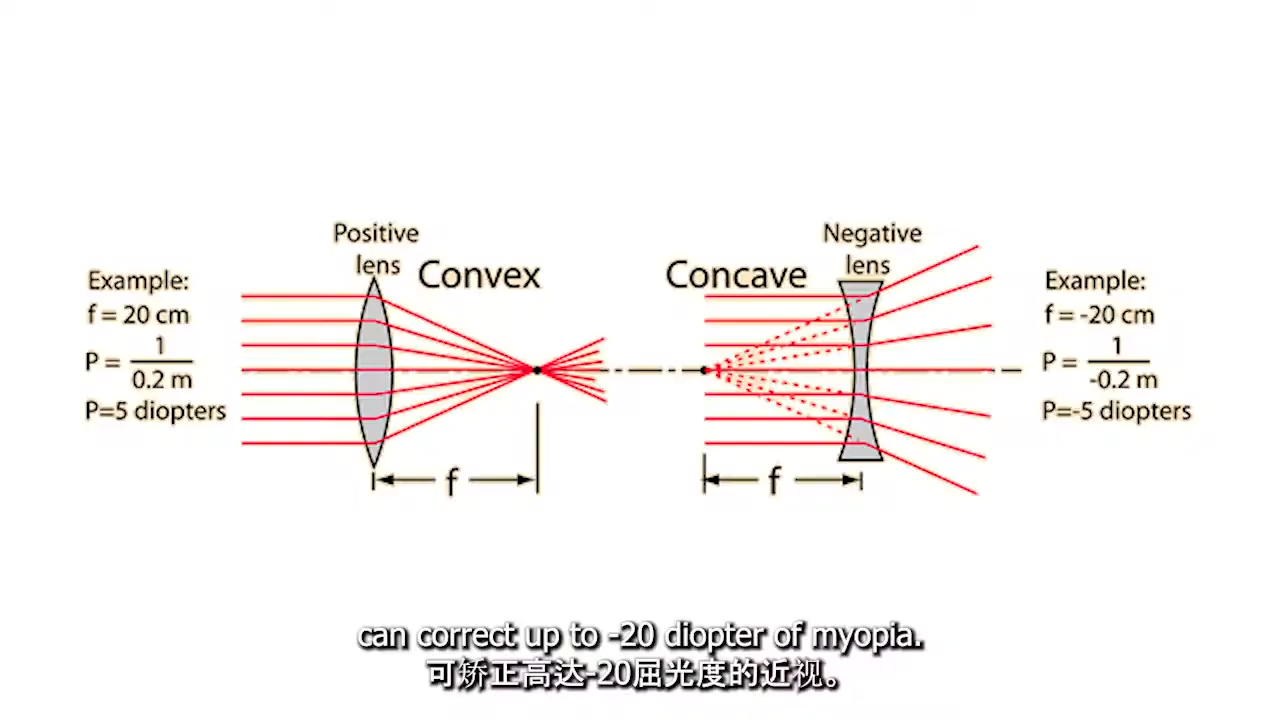 Positive
lens
Convex
Example:
f = 20 cm
P = 1
0.2 m
P=5 diopters
f
Concave
Negative
lens
Example:
f = -20 cm
P = 1
-0.2 m
P=-5 diopters
f
can correct up to -20 diopter of myopia.
可矫正高达-20屈光度的近视。